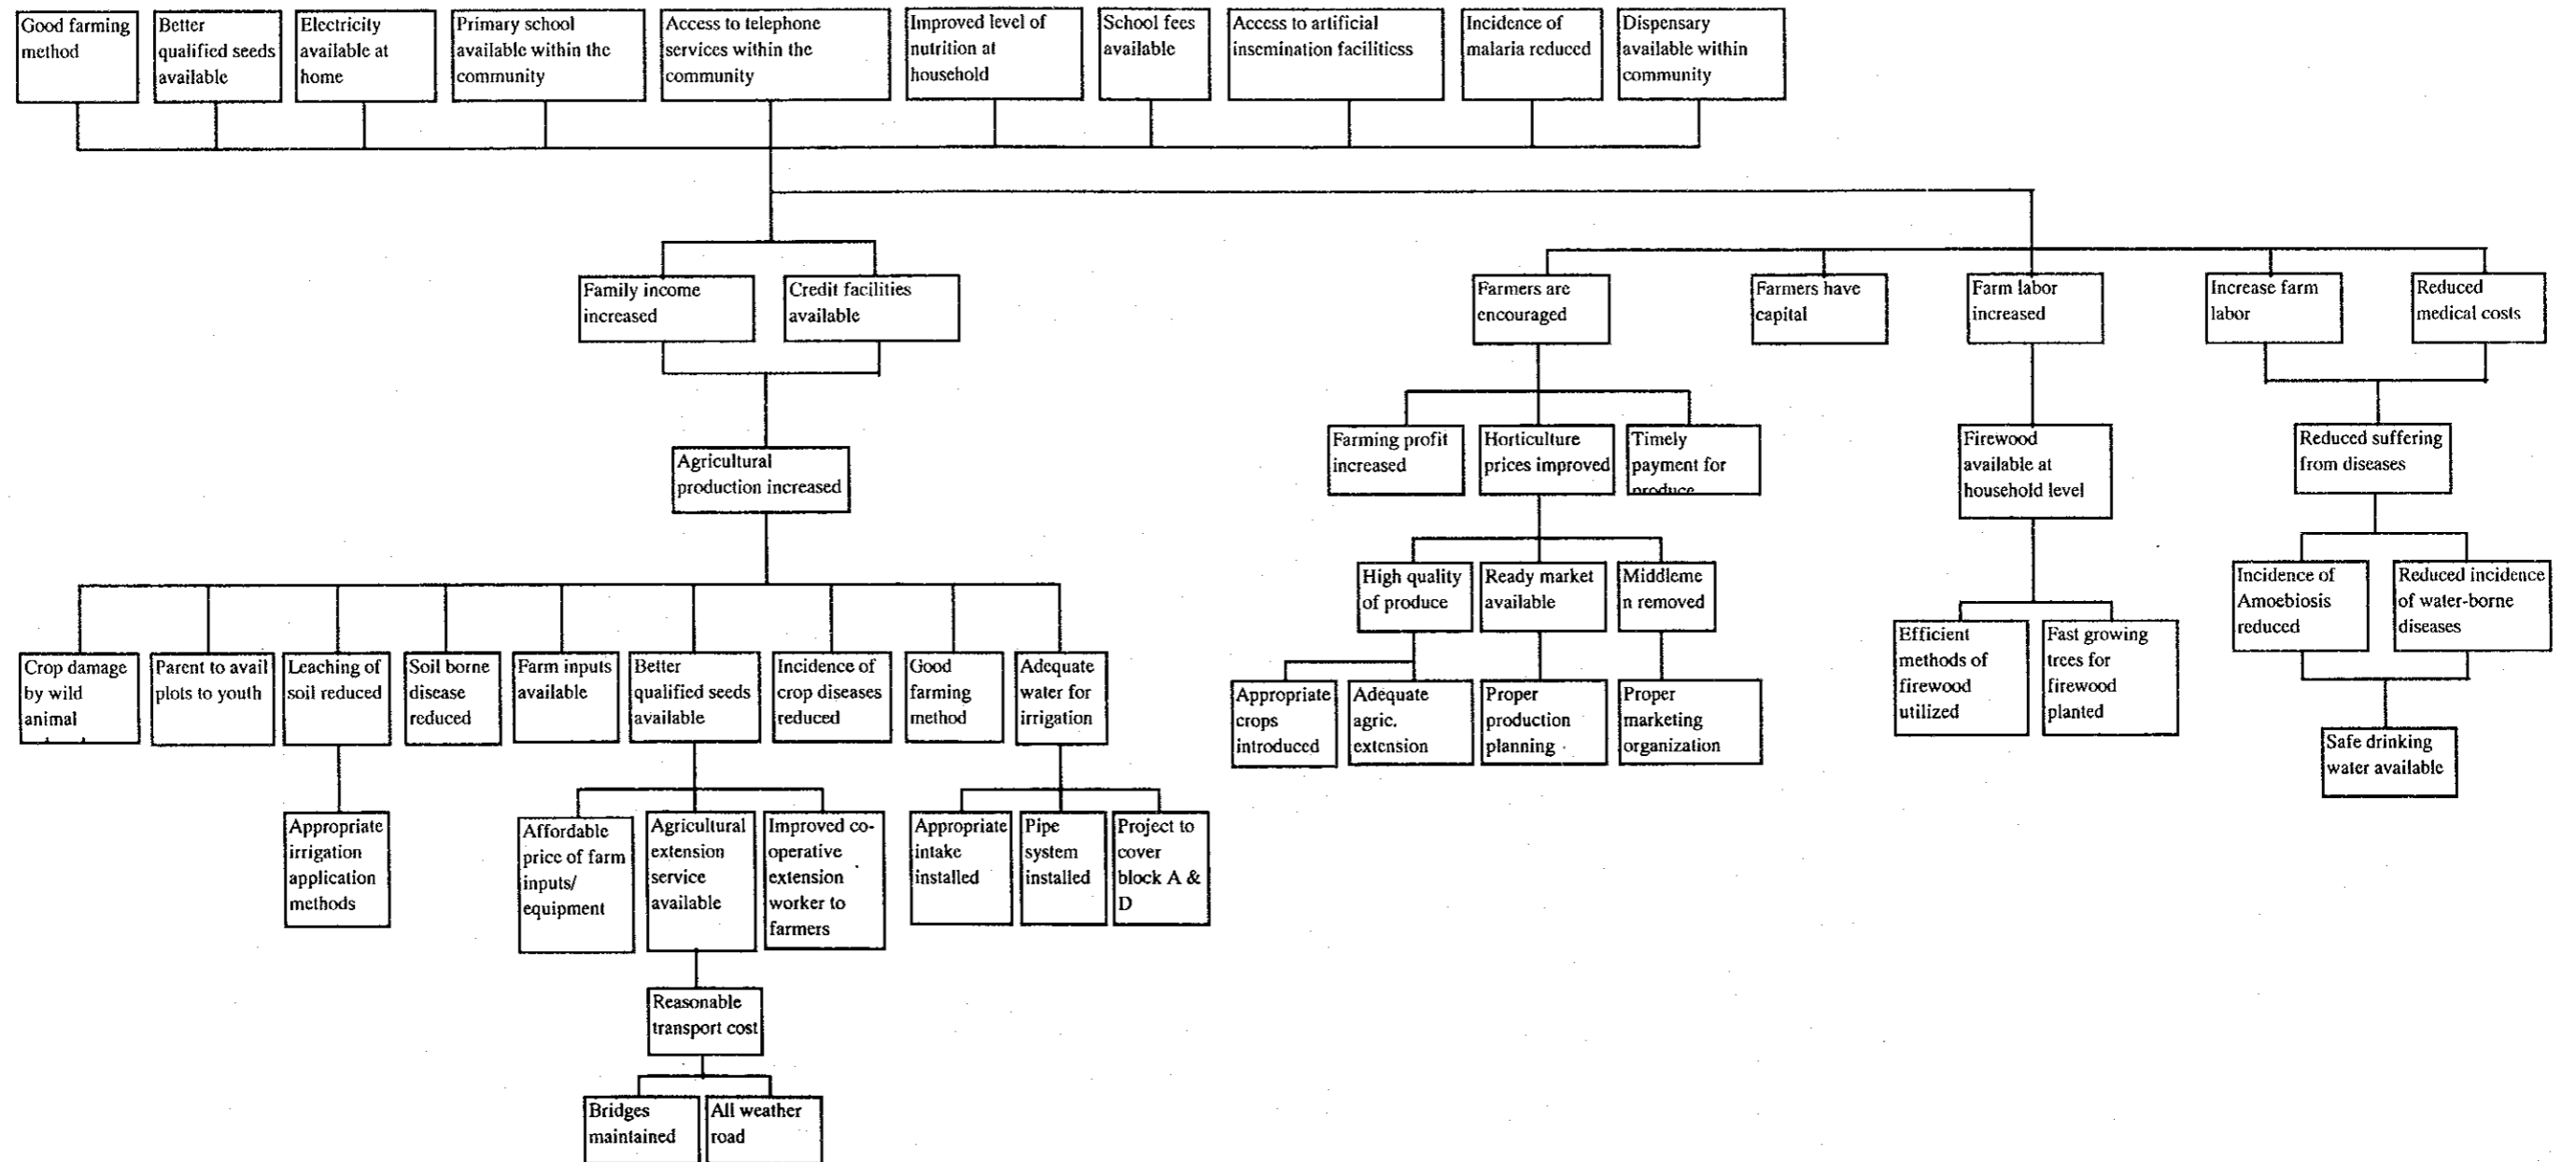 Good farming
method
Better
qualified seeds
available
Electricity
available at
home
Primary school
available within the
community
Access to telephone
services within the
community
Improved level of
nutrition at
household
School fees
available
Access to artificial
insemination facilitiess
Incidence of
malaria reduced
Dispensary
available within
community
Family income
increased
Credit facilities
available
Farmers are
encouraged
Farmers have
capital
Farm labor
increased
Increase farm
labor
Reduced
medical costs
Agricultural
production increased
Farming profit
increased
Horticulture
prices improved
Timely
payment for
produce
Firewood
available at
household level
Reduced suffering
from diseases
High quality
of produce
Ready market
available
Middleme
n removed
Incidence of
Amoebiosis
reduced
Reduced incidence
of water-borne
diseases
Crop damage
by wild
animal
Parent to avail
plots to youth
Leaching of
soil reduced
Soil borne
disease
reduced
Farm inputs
available
Better
qualified seeds
available
Incidence of
crop diseases
reduced
Good
farming
method
Adequate
water for
irrigation
Appropriate
crops
introduced
Adequate
agric.
extension
Proper
production
planning
Proper
marketing
organization
Efficient
methods of
firewood
utilized
Fast growing
trees for
firewood
planted
Safe drinking
water available
Appropriate
irrigation
application
methods
Affordable
price of farm
inputs/
equipment
Agricultural
extension
service
available
Improved co-
operative
extension
worker to
farmers
Appropriate
intake
installed
Pipe
system
installed
Project to
cover
block A &
D
Reasonable
transport cost
Bridges
maintained
All weather
road